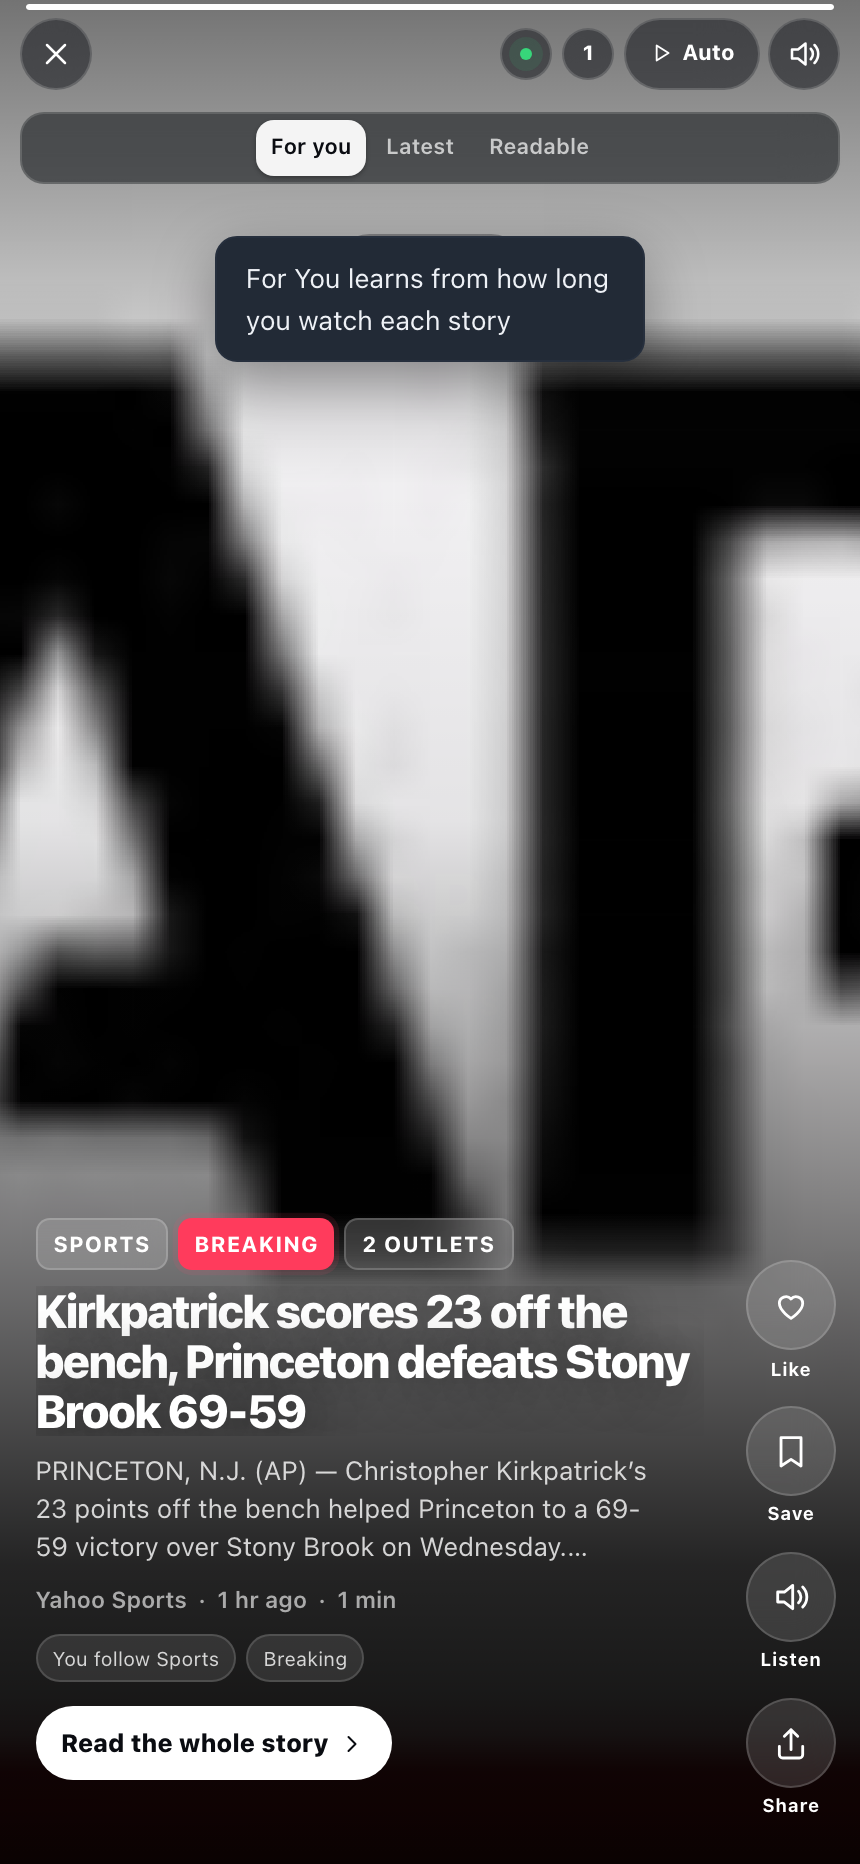 1
Auto
For you
Latest
Readable
For You learns from how long
you watch each story
AP
SPORTS
BREAKING
2 OUTLETS
Kirkpatrick scores 23 off the
bench, Princeton defeats Stony
Brook 69-59
PRINCETON, N.J. (AP) — Christopher Kirkpatrick’s
23 points off the bench helped Princeton to a 69-
59 victory over Stony Brook on Wednesday....
Yahoo Sports · 1 hr ago · 1 min
You follow Sports
Breaking
Read the whole story
Like
Save
Listen
Share